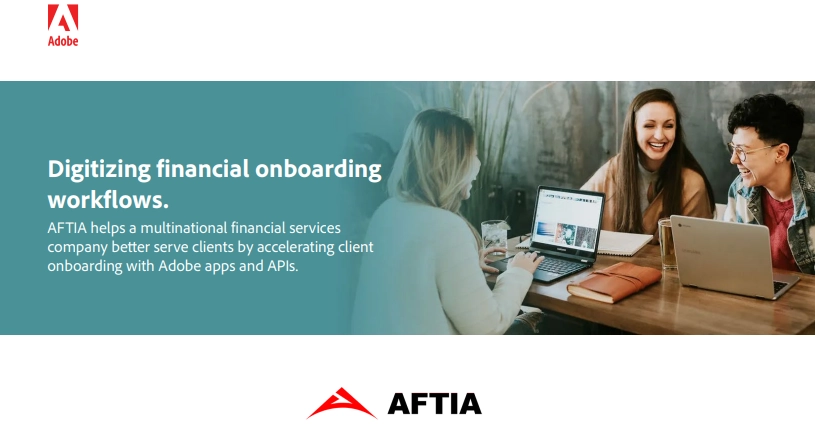 Adobe
Digitizing financial onboarding
workflows.
AFTIA helps a multinational financial services
company better serve clients by accelerating client
onboarding with Adobe apps and APIs.
AFTIA